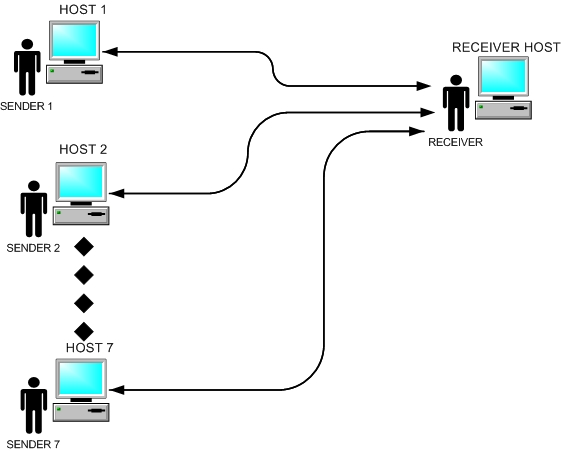 HOST 1
RECEIVER HOST
SENDER 1
RECEIVER
HOST 2
SENDER 2
HOST 7
SENDER 7